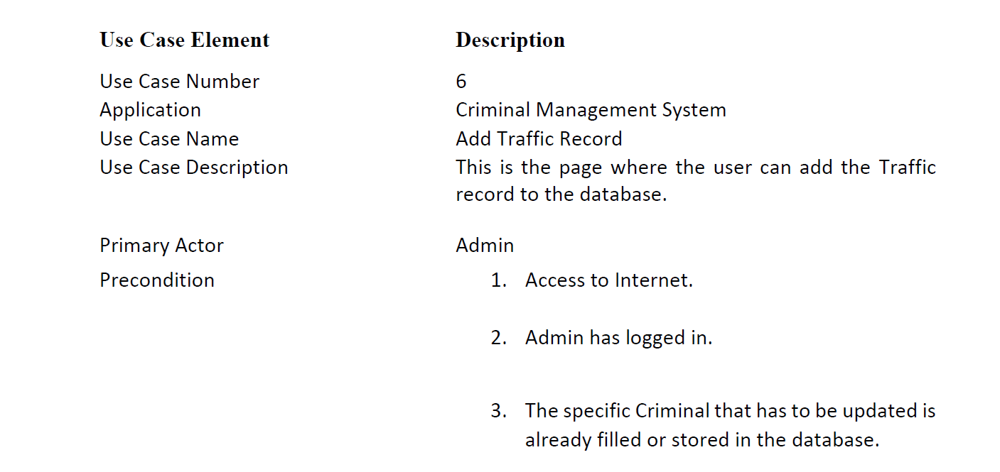 Use Case Element Description
Use Case Number 6
Application Criminal Management System
Use Case Name Add Traffic Record
Use Case Description This is the page where the user can add the Traffic
record to the database.
Primary Actor Admin
Precondition 1. Access to Internet.
2. Admin has logged in.
3. The specific Criminal that has to be updated is
already filled or stored in the database.